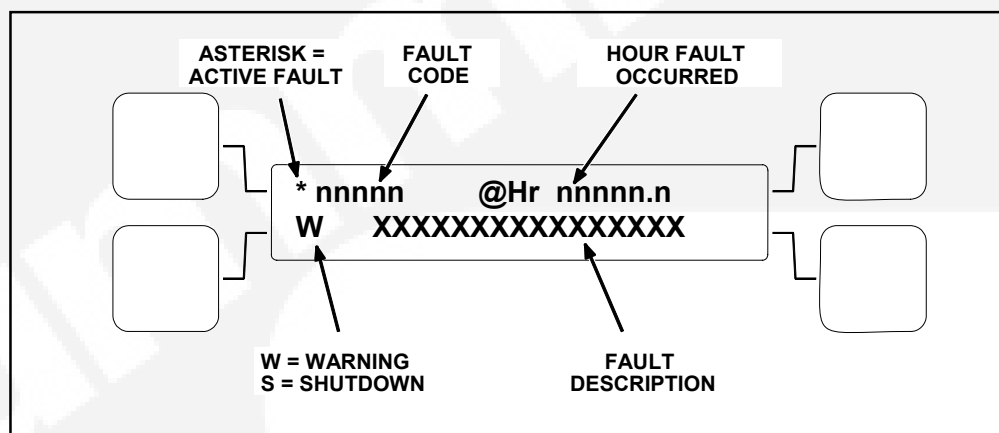 ASTERISK =
ACTIVE FAULT
FAULT
CODE
HOUR FAULT
OCCURRED
* nnnnn @Hr nnnnn.n
W XXXXXXXXXXXXXXXX
W = WARNING
S = SHUTDOWN
FAULT
DESCRIPTION